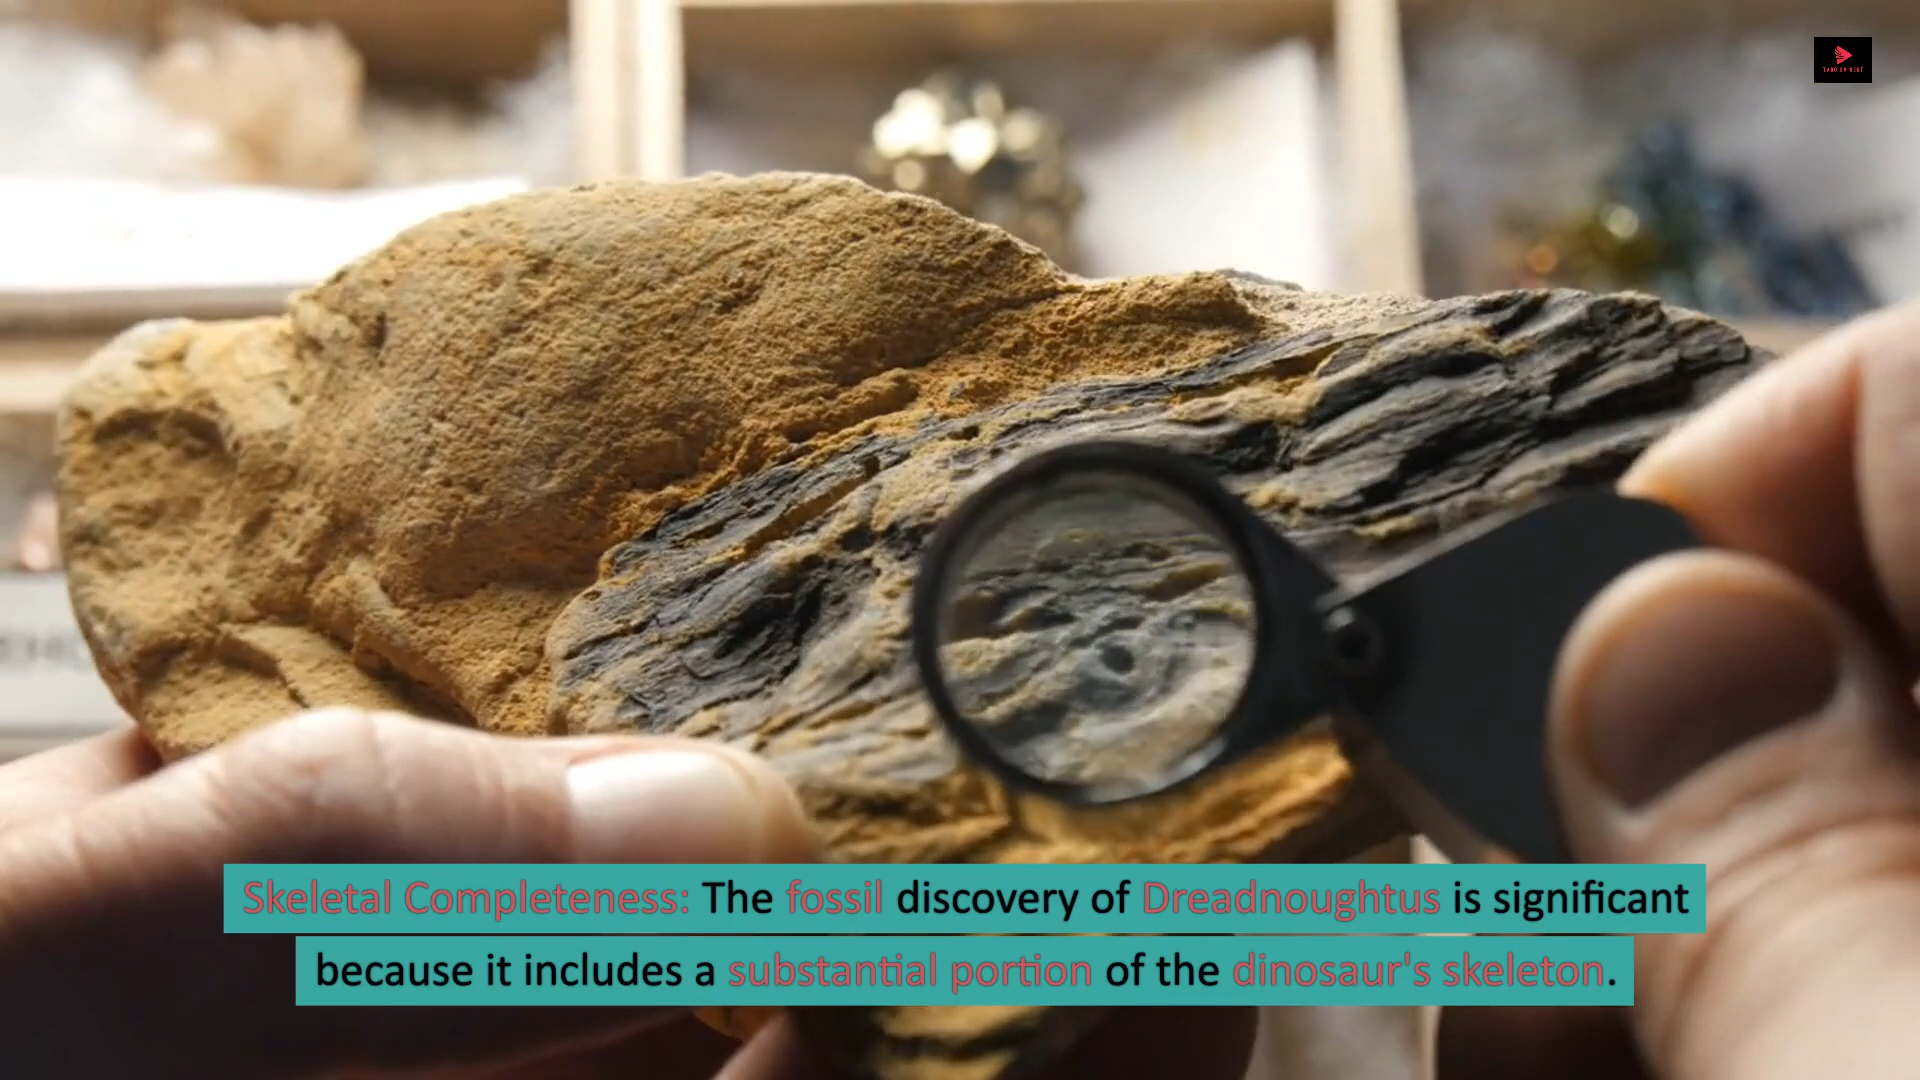 Skeletal Completeness: The fossil discovery of Dreadnoughtus is significant
because it includes a substantial portion of the dinosaur's skeleton.